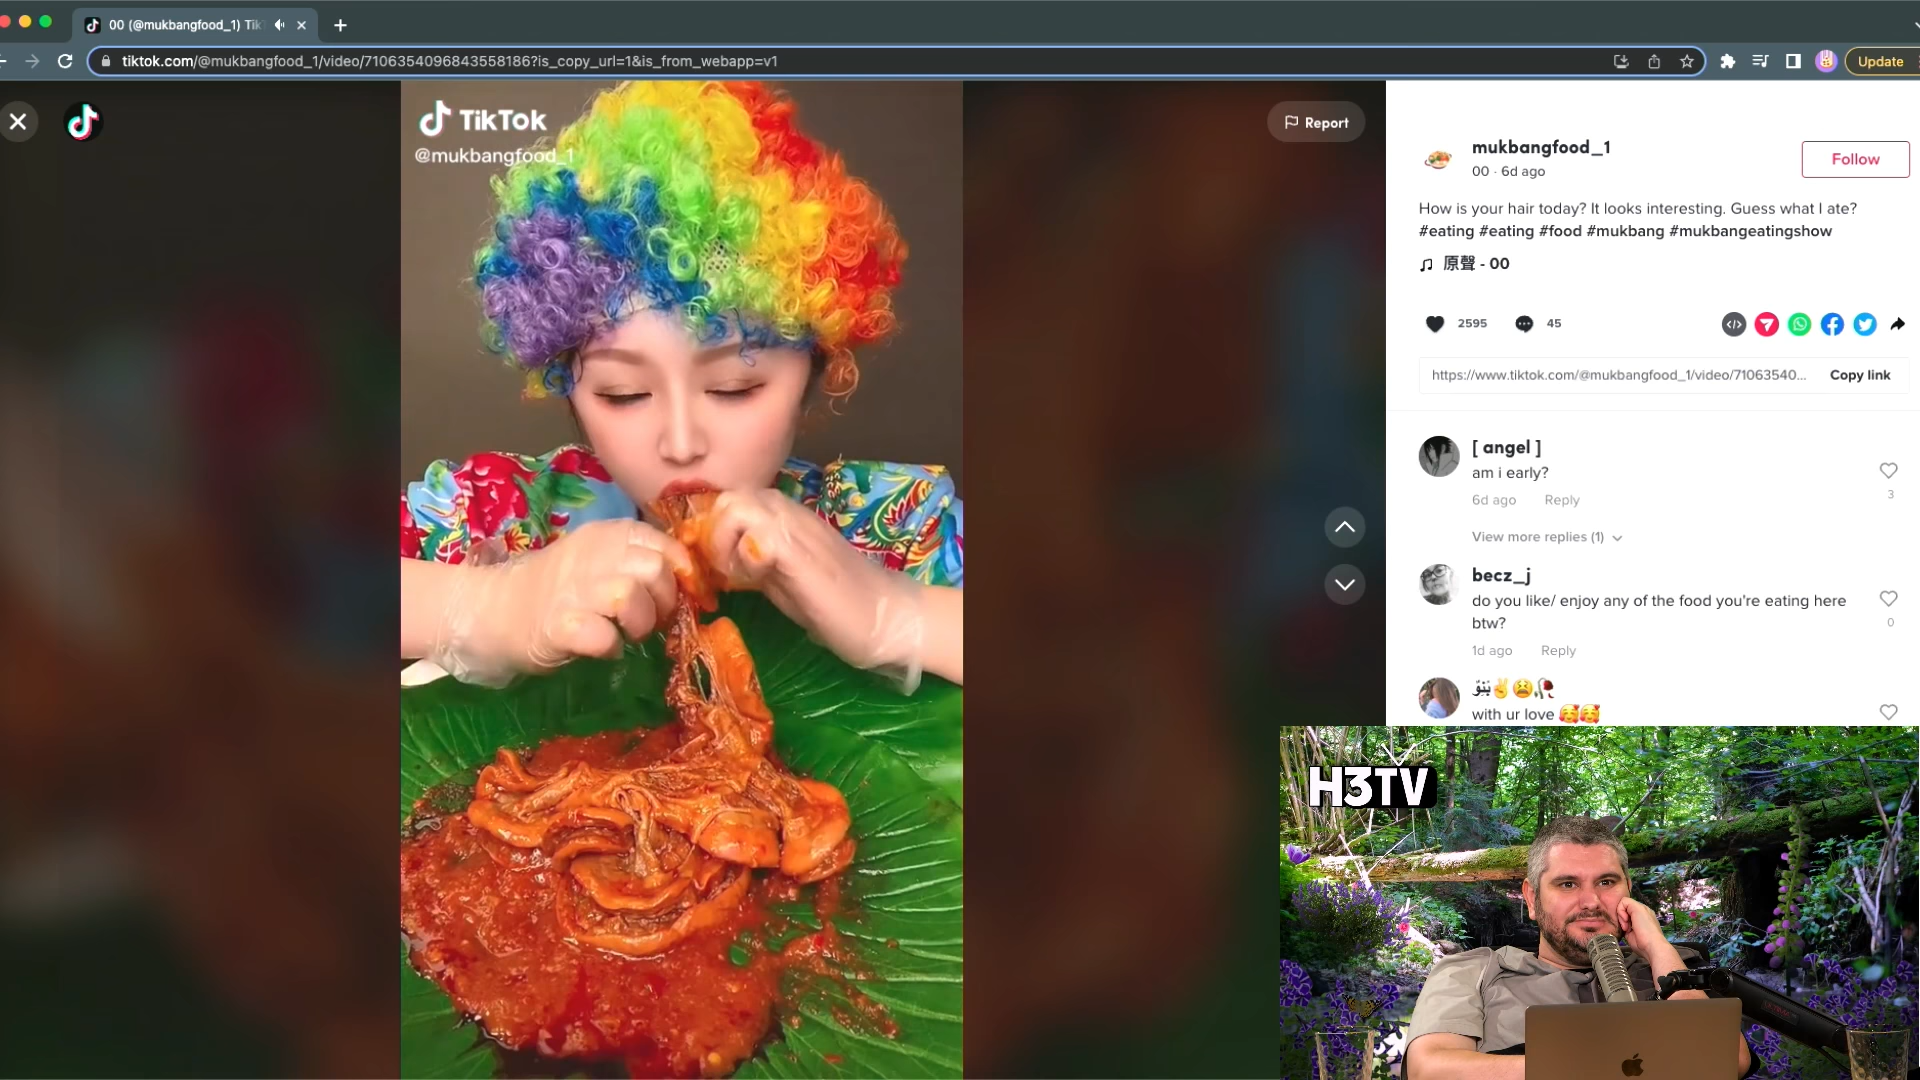 00 (@mukbangfood_1) Tik
tiktok.com/@mukbangfood_1/video/7106354096843558186?is_copy_url=1&is_from_webapp=v1
Update
TikTok
@mukbangfood_1
Report
mukbangfood_1
00 · 6d ago
Follow
How is your hair today? It looks interesting. Guess what I ate?
#eating #eating #food #mukbang #mukbangeatingshow
原聲 - 00
2595
45
https://www.tiktok.com/@mukbangfood_1/video/71063540...
Copy link
[ angel ]
am i early?
6d ago
Reply
3
View more replies (1)
becz_j
do you like/ enjoy any of the food you're eating here
btw?
0
1d ago
Reply
with ur love 🥰🥰
H3TV